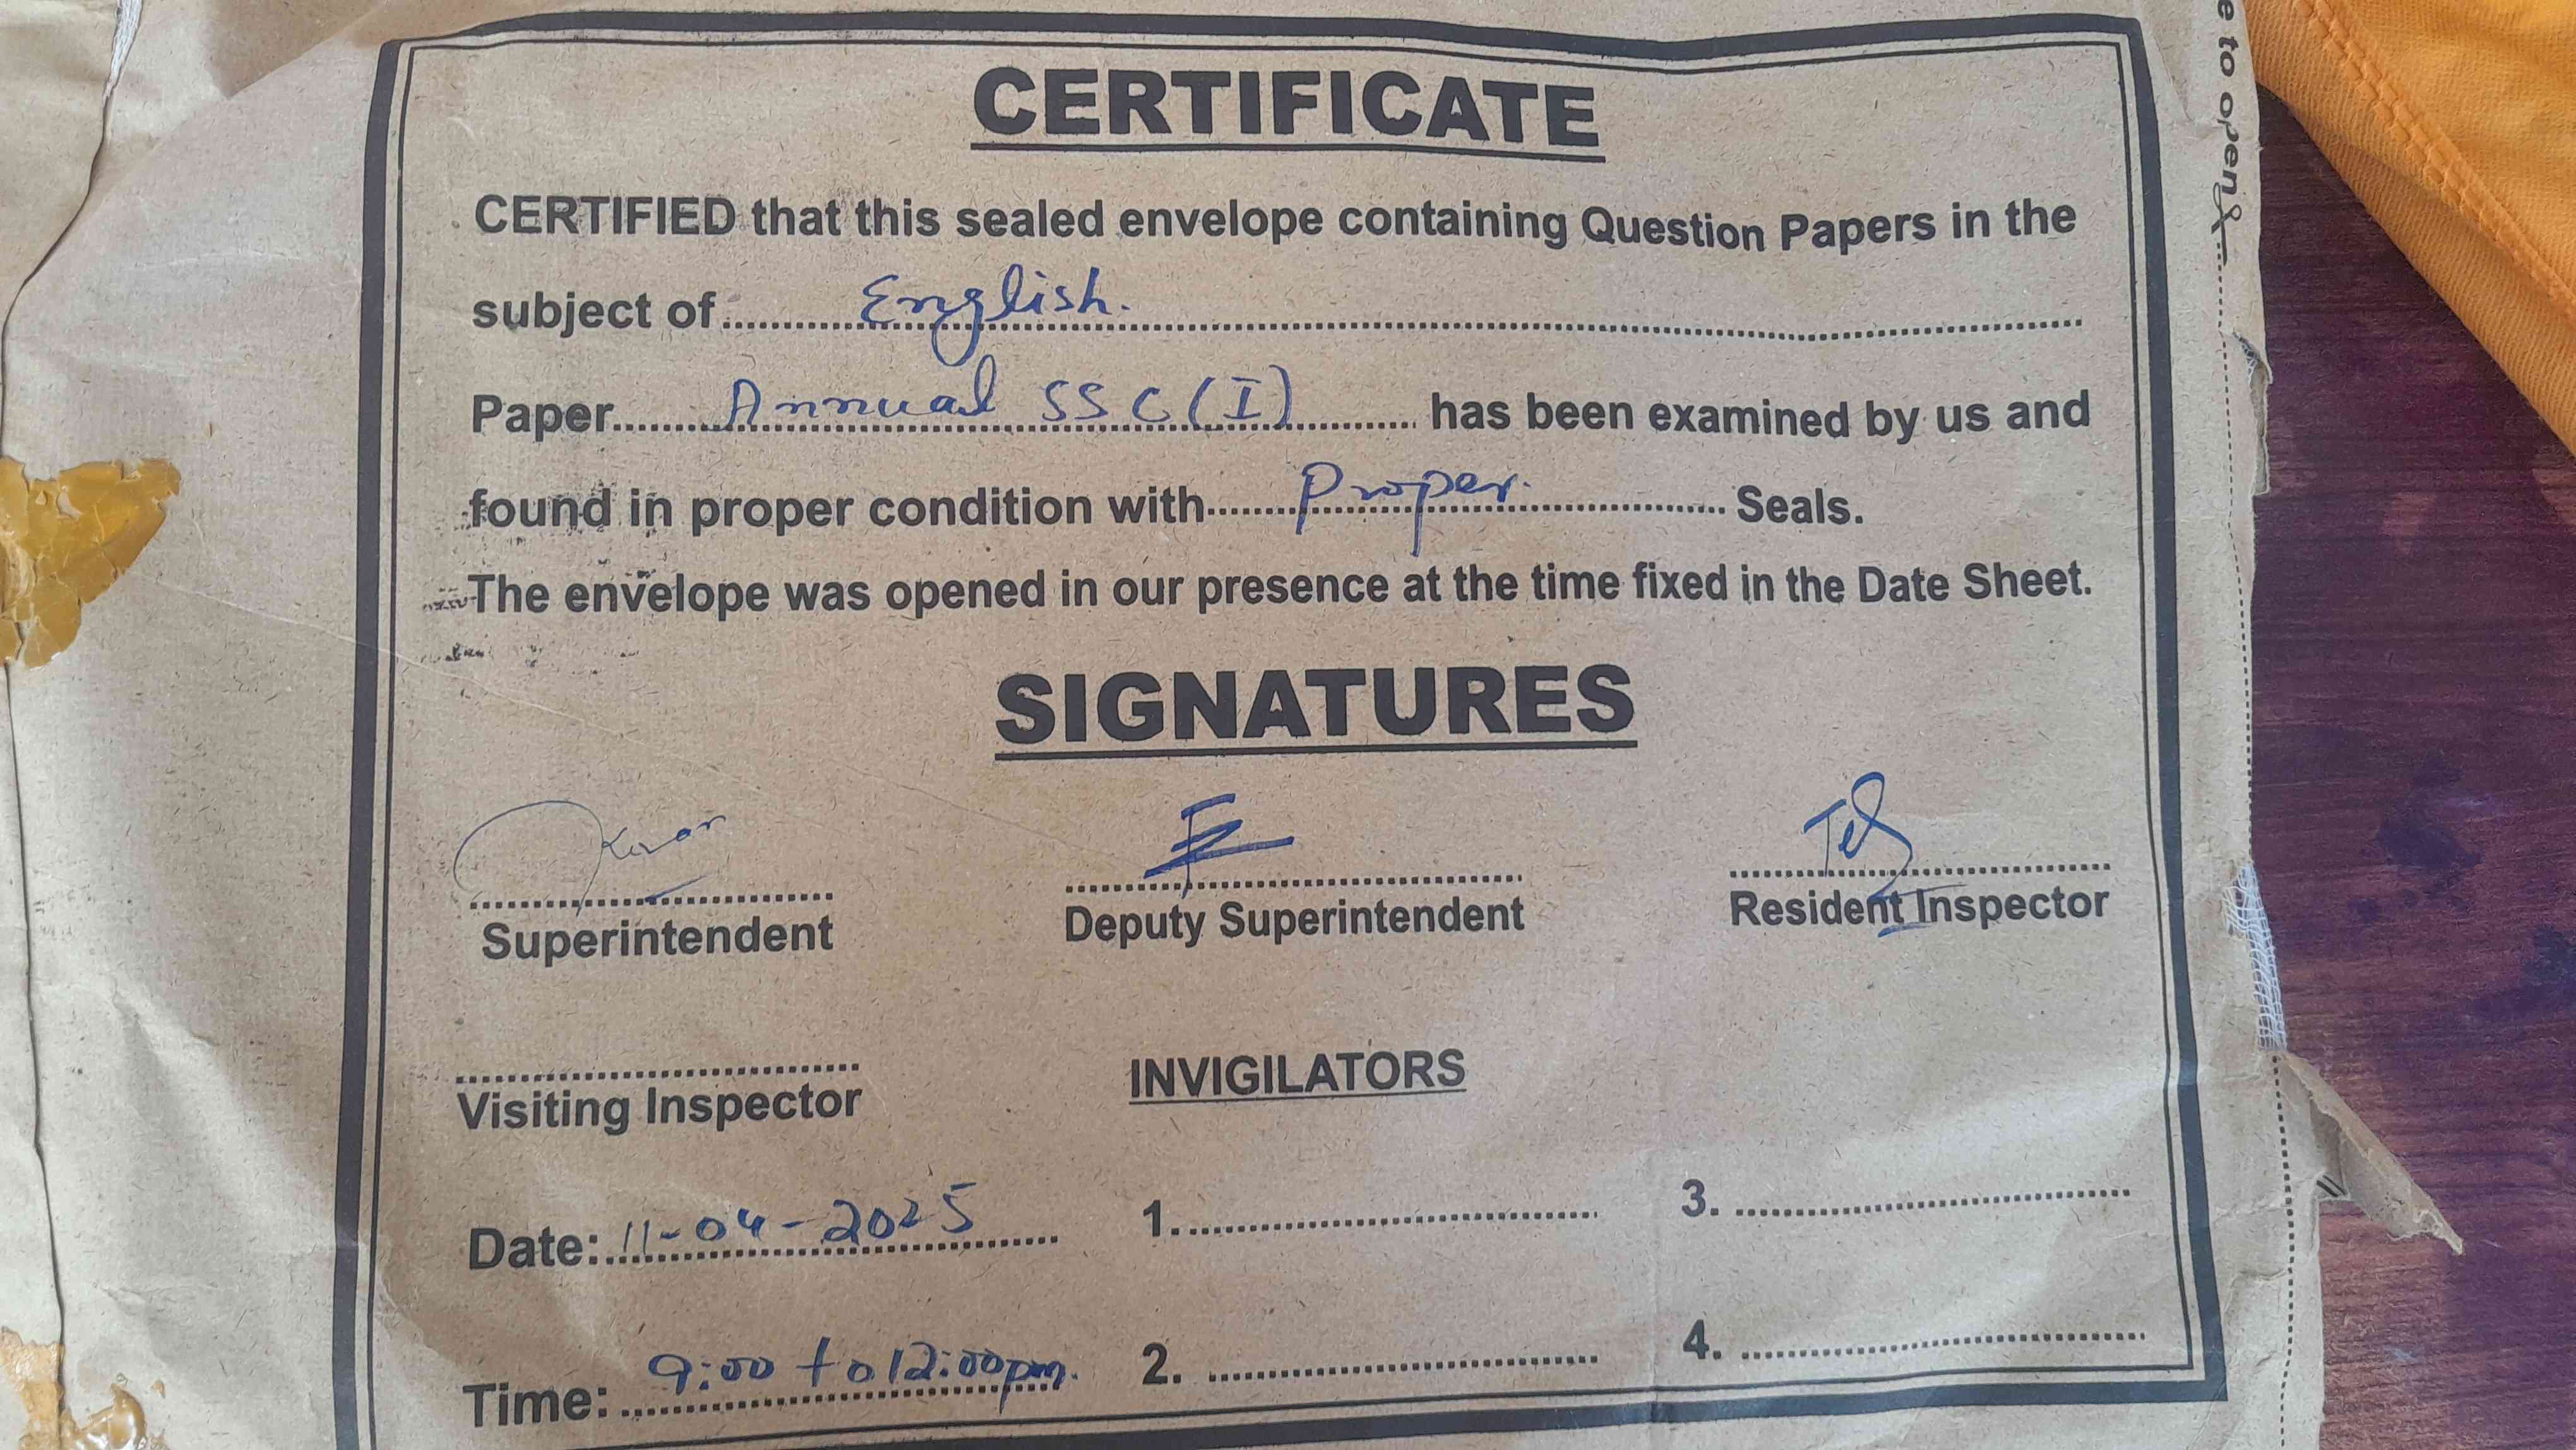 CERTIFICATE
CERTIFIED that this sealed envelope containing Question Papers in the
subject of English.
Paper Annual SSC (I) has been examined by us and
found in proper condition with Proper. Seals.
The envelope was opened in our presence at the time fixed in the Date Sheet.
SIGNATURES
Superintendent Deputy Superintendent Resident Inspector
Visiting Inspector INVIGILATORS
Date: 11-04-2025 1. 3.
Time: 9:00 to 12:00pm. 2. 4.
e to open